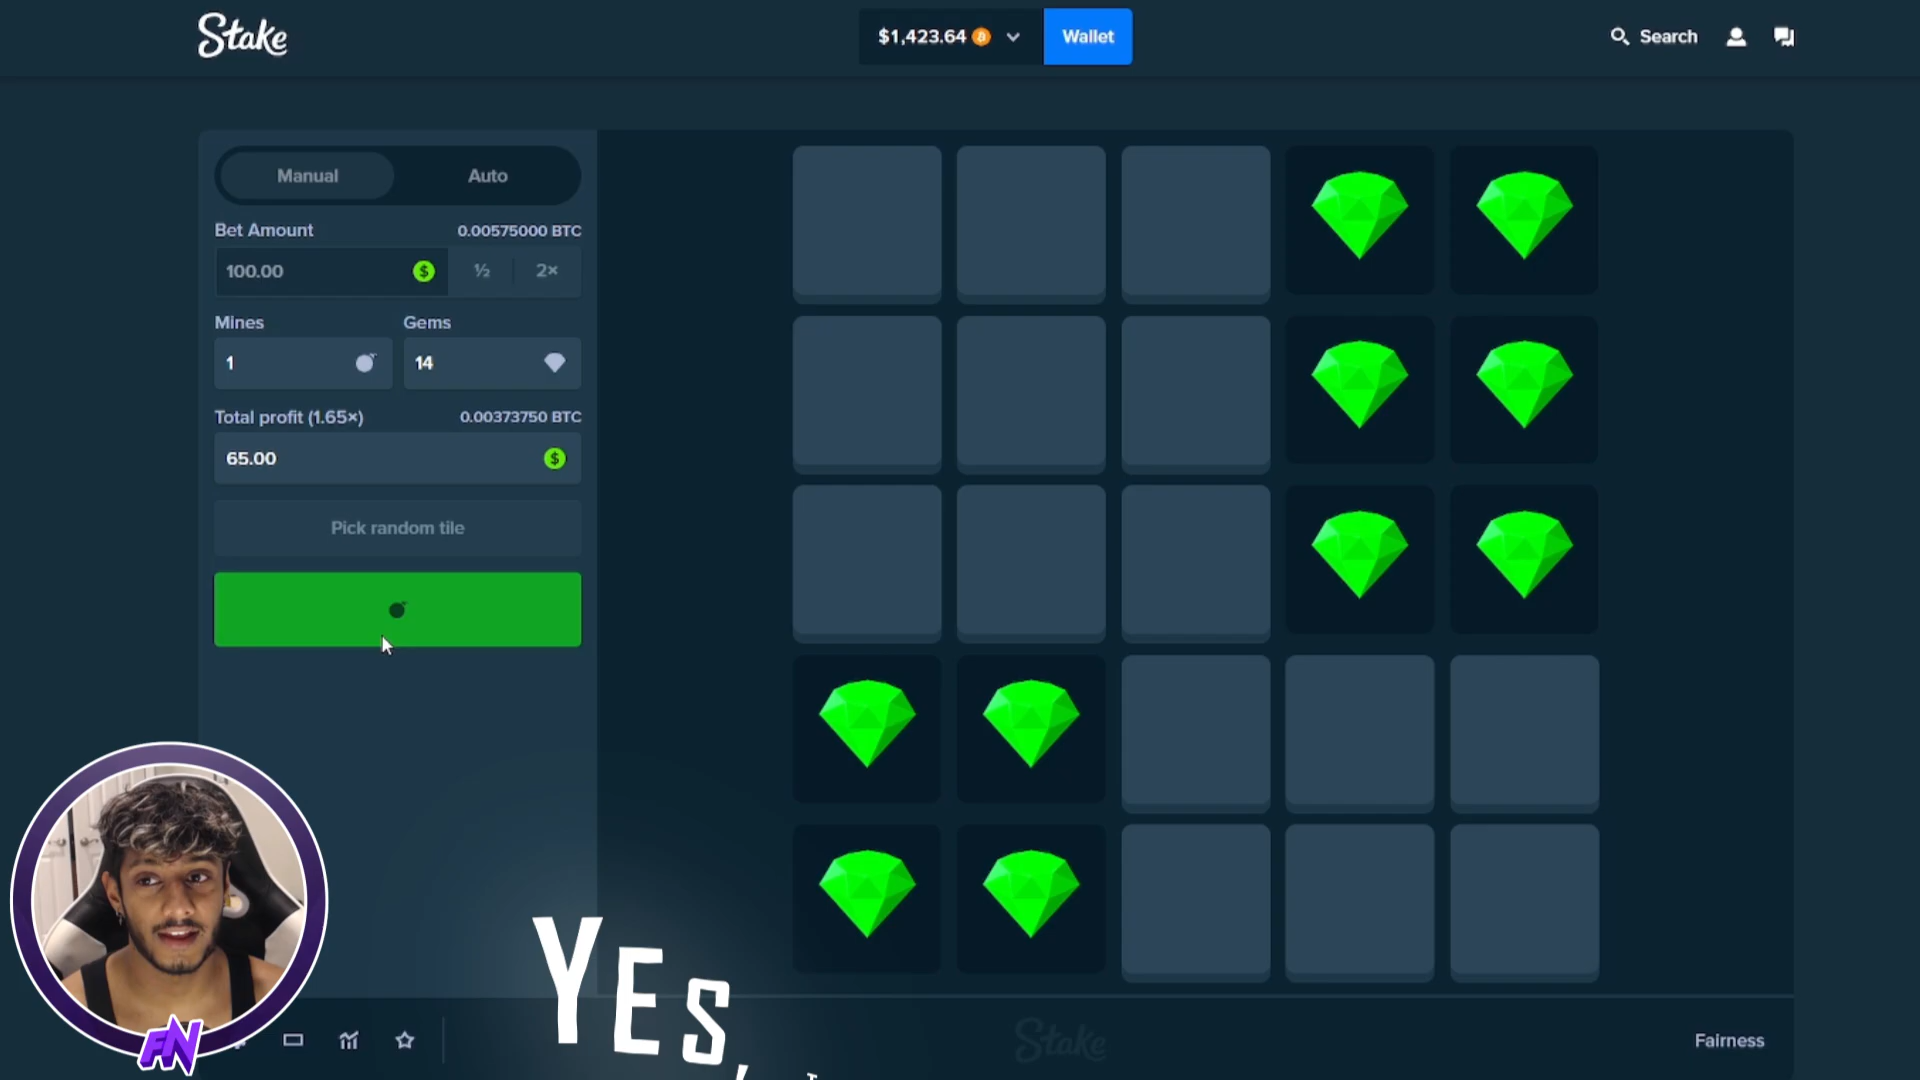 Stake
$1,423.64
Wallet
Search
Manual
Auto
Bet Amount
0.00575000 BTC
100.00
$
½
2×
Mines
Gems
1
14
Total profit (1.65×)
0.00373750 BTC
65.00
$
Pick random tile
YES,
FN
Stake
Fairness